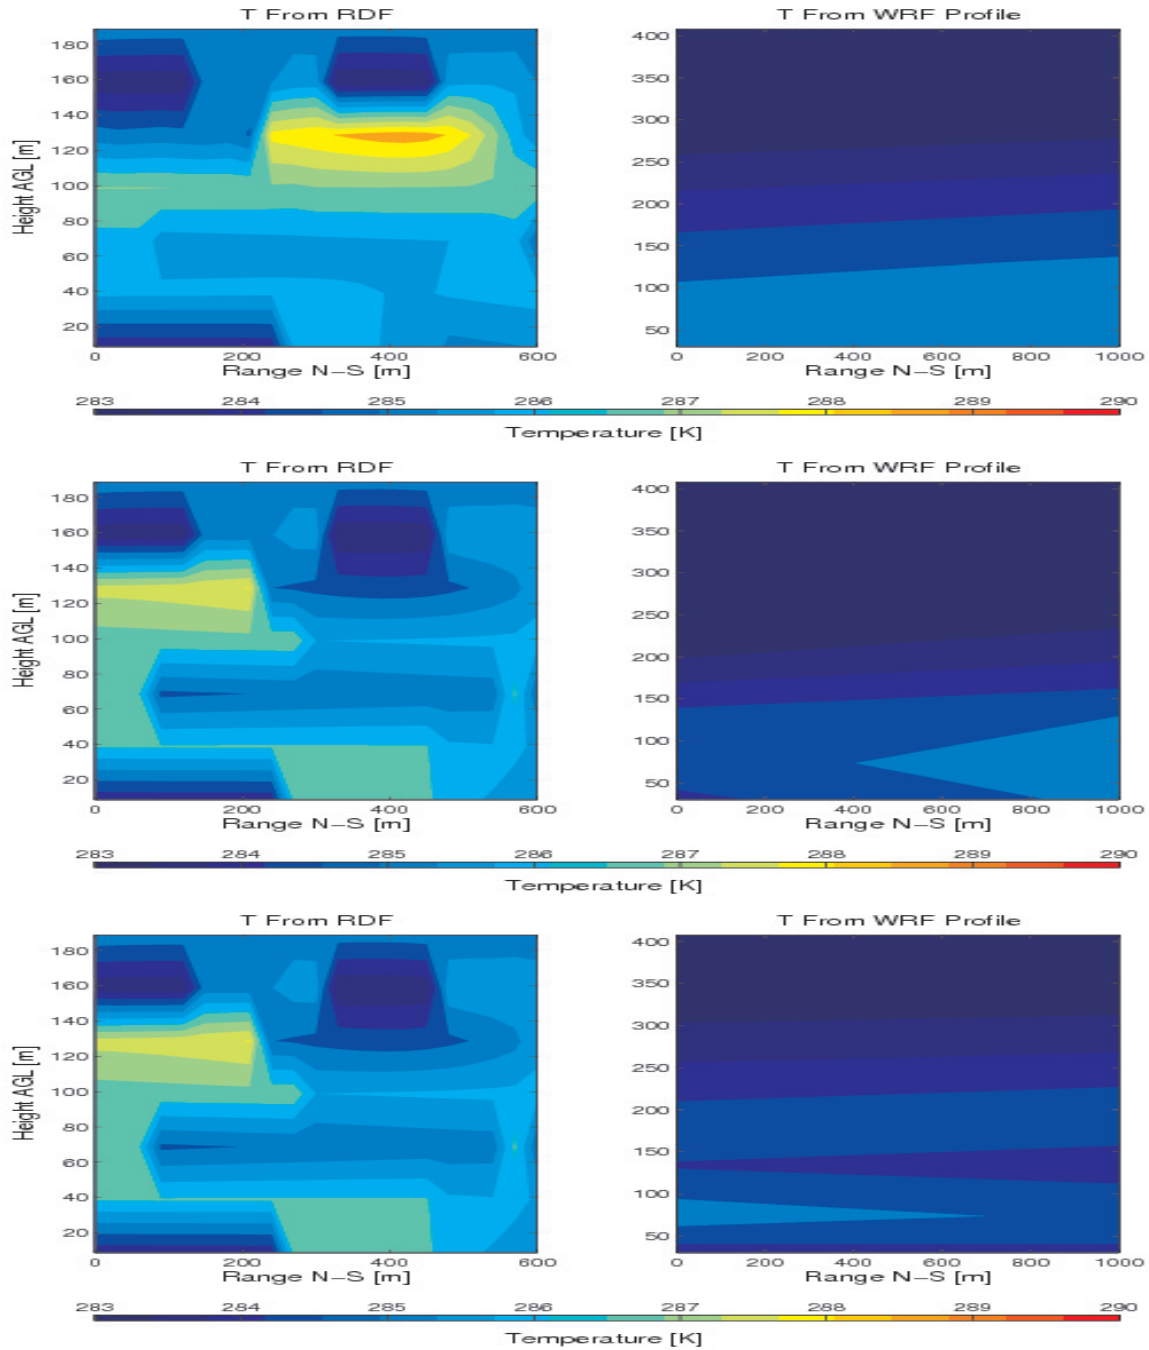 T From RDF
T From WRF Profile
Height AGL [m]
180
160
140
120
100
80
60
40
20
400
350
300
250
200
150
100
50
0 200 400 600
0 200 400 600 800 1000
Range N-S [m]
Range N-S [m]
283 284 285 286 287 288 289 290
Temperature [K]
T From RDF
T From WRF Profile
Height AGL [m]
180
160
140
120
100
80
60
40
20
400
350
300
250
200
150
100
50
0 200 400 600
0 200 400 600 800 1000
Range N-S [m]
Range N-S [m]
283 284 285 286 287 288 289 290
Temperature [K]
T From RDF
T From WRF Profile
Height AGL [m]
180
160
140
120
100
80
60
40
20
400
350
300
250
200
150
100
50
0 200 400 600
0 200 400 600 800 1000
Range N-S [m]
Range N-S [m]
283 284 285 286 287 288 289 290
Temperature [K]